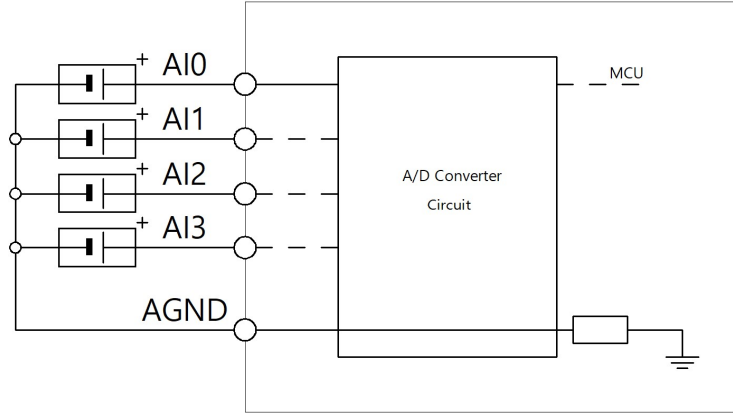 + AI0
MCU
+ AI1
+ AI2
A/D Converter
Circuit
+ AI3
AGND